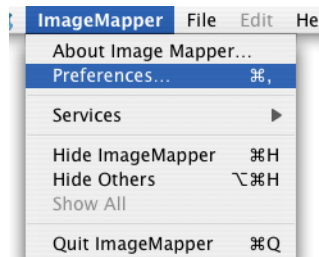 ImageMapper File Edit He
About Image Mapper...
Preferences... ⌘,
Services ▶
Hide ImageMapper ⌘H
Hide Others ⌥⌘H
Show All
Quit ImageMapper ⌘Q